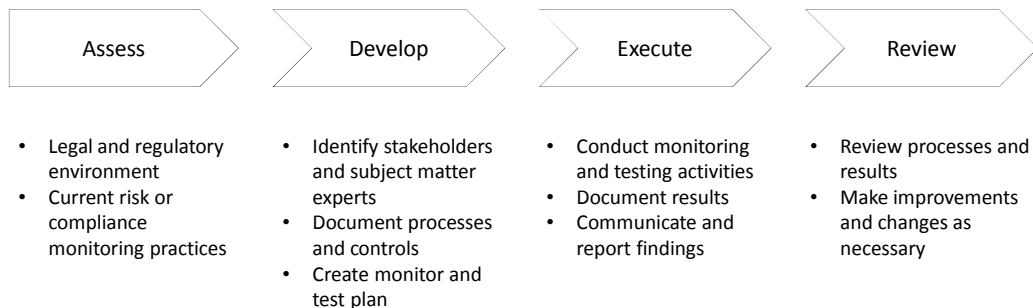 Assess
Develop
Execute
Review
• Legal and regulatory
environment
• Current risk or
compliance
monitoring practices
• Identify stakeholders
and subject matter
experts
• Document processes
and controls
• Create monitor and
test plan
• Conduct monitoring
and testing activities
• Document results
• Communicate and
report findings
• Review processes and
results
• Make improvements
and changes as
necessary